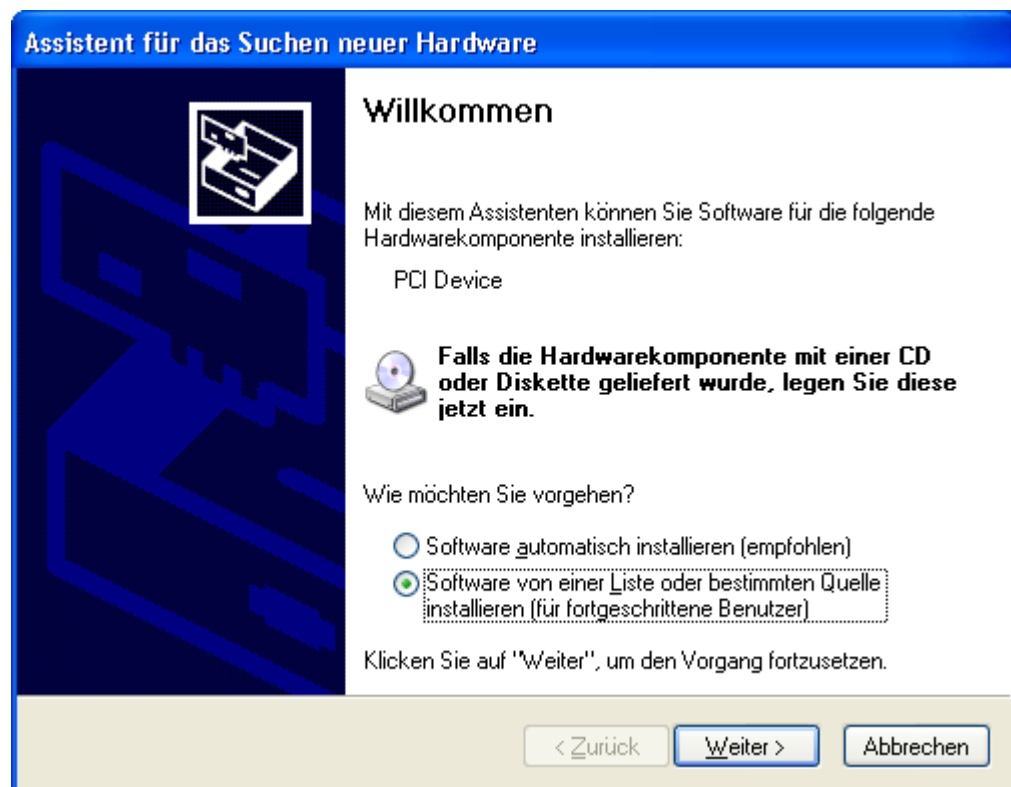 Assistent für das Suchen neuer Hardware
Willkommen
Mit diesem Assistenten können Sie Software für die folgende
Hardwarekomponente installieren:
PCI Device
Falls die Hardwarekomponente mit einer CD
oder Diskette geliefert wurde, legen Sie diese
jetzt ein.
Wie möchten Sie vorgehen?
Software automatisch installieren (empfohlen)
Software von einer Liste oder bestimmten Quelle
installieren (für fortgeschrittene Benutzer)
Klicken Sie auf "Weiter", um den Vorgang fortzusetzen.
< Zurück Weiter > Abbrechen